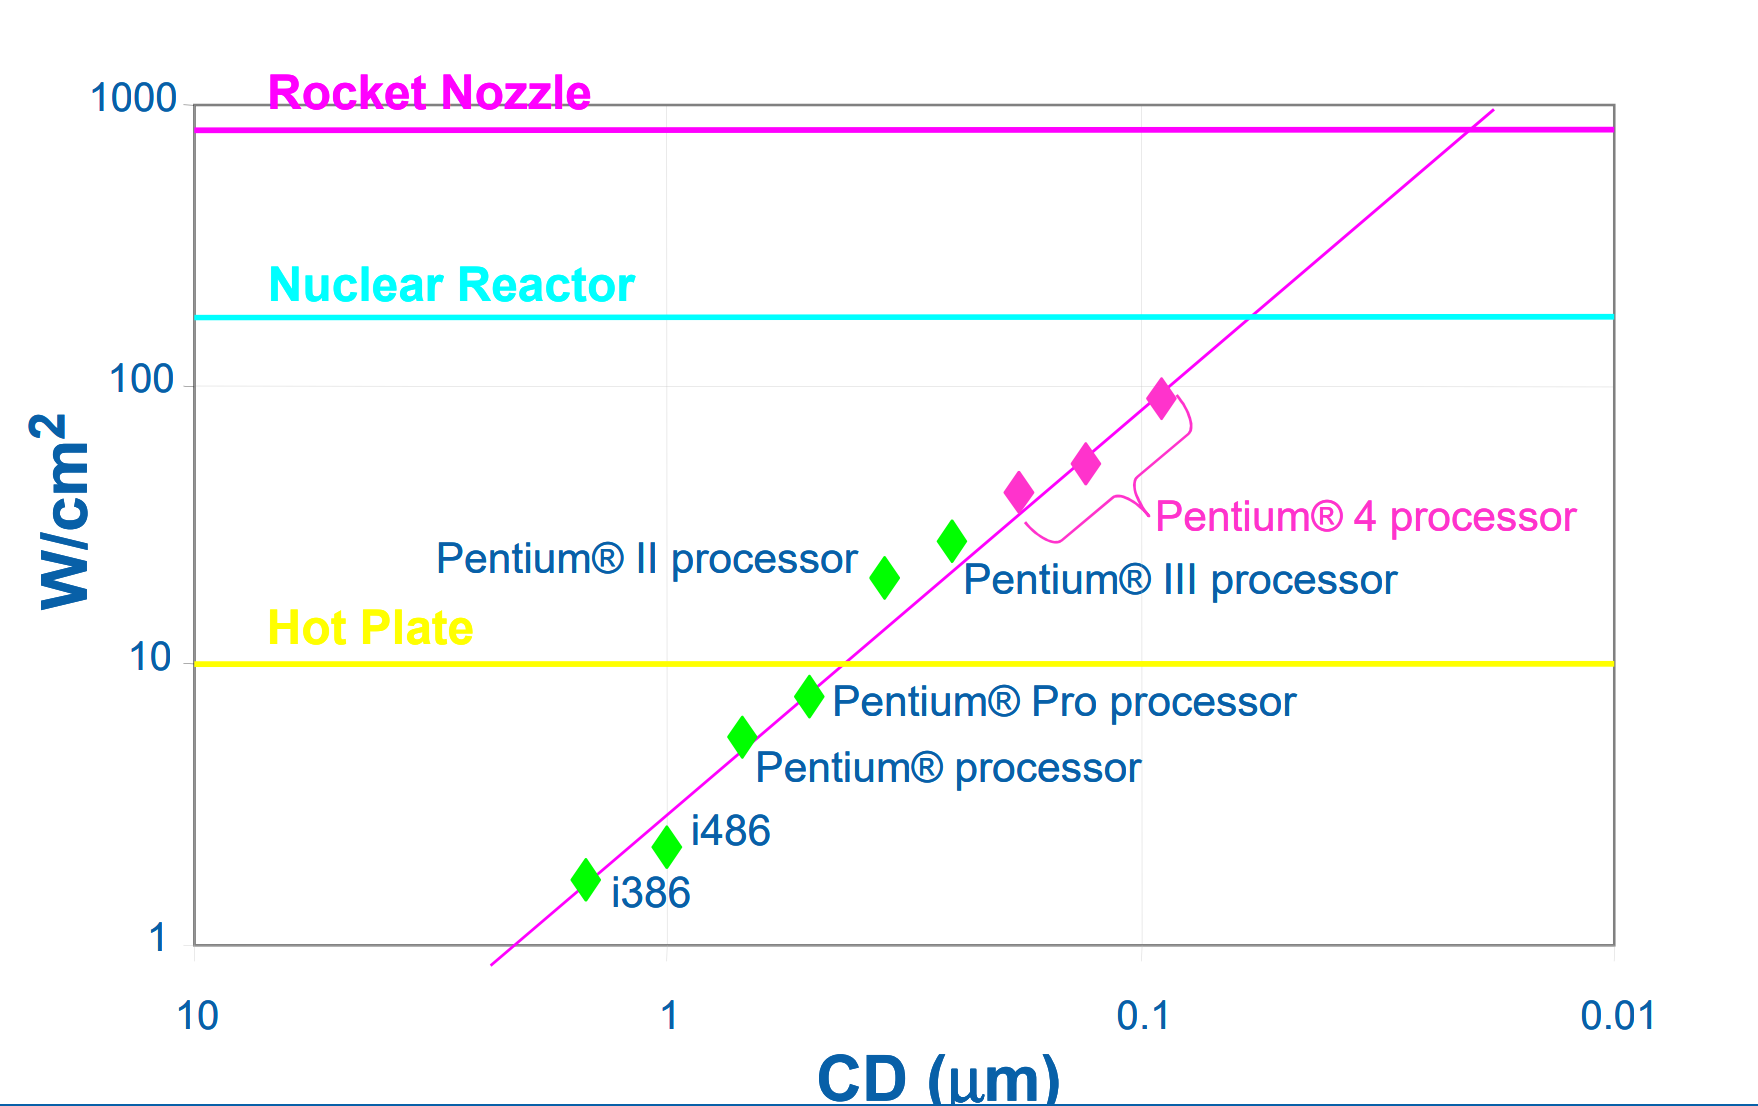 1000
Rocket Nozzle
Nuclear Reactor
100
W/cm²
Pentium® 4 processor
Pentium® II processor
Pentium® III processor
Hot Plate
10
Pentium® Pro processor
Pentium® processor
i486
i386
1
10
1
0.1
0.01
CD (μm)